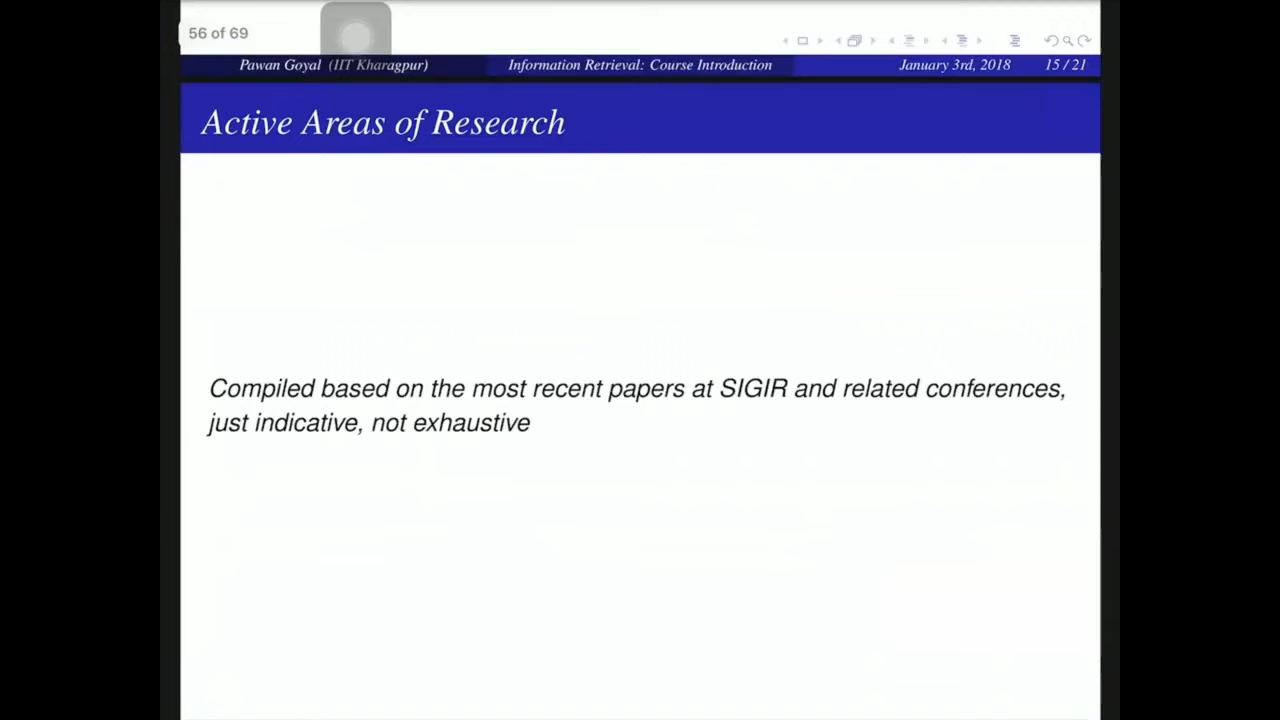 56 of 69
Pawan Goyal (IIT Kharagpur) Information Retrieval: Course Introduction January 3rd, 2018 15 / 21
Active Areas of Research
Compiled based on the most recent papers at SIGIR and related conferences,
just indicative, not exhaustive